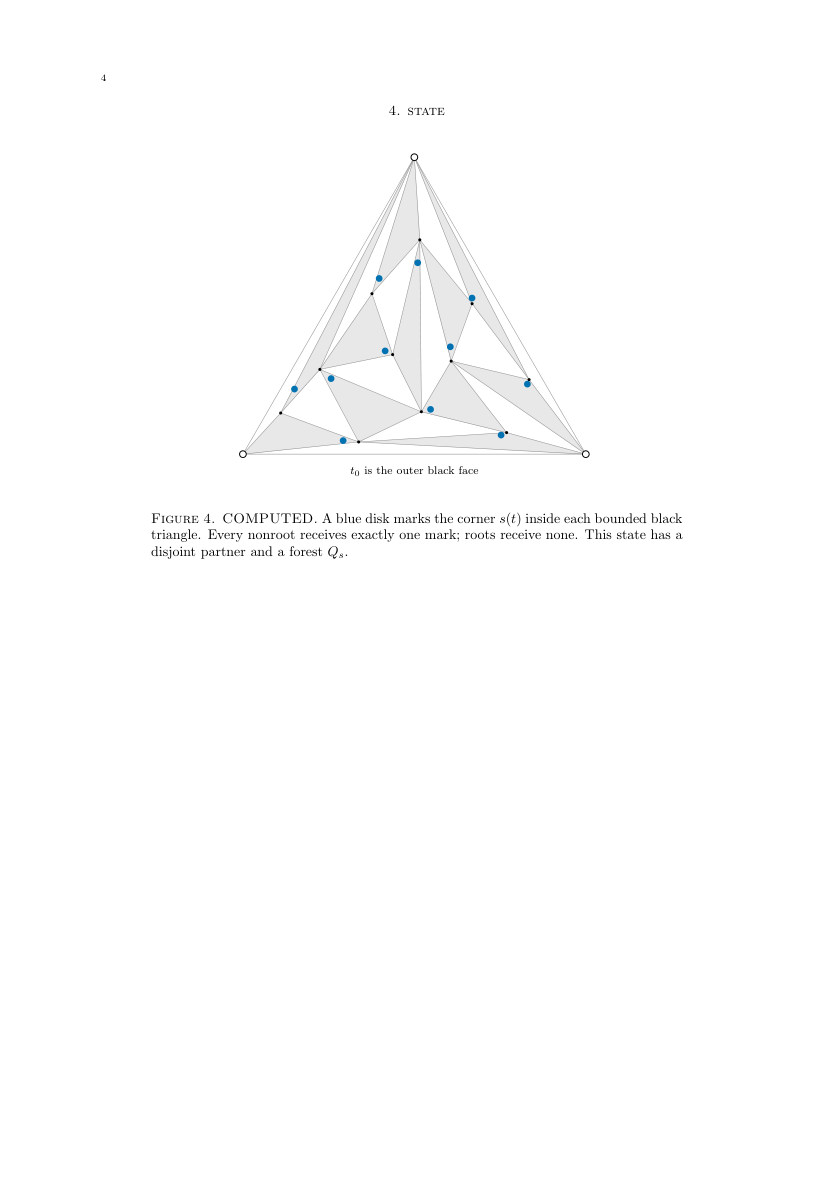 4
4. STATE
t₀ is the outer black face
FIGURE 4. COMPUTED. A blue disk marks the corner s(t) inside each bounded black
triangle. Every nonroot receives exactly one mark; roots receive none. This state has a
disjoint partner and a forest Qₛ.